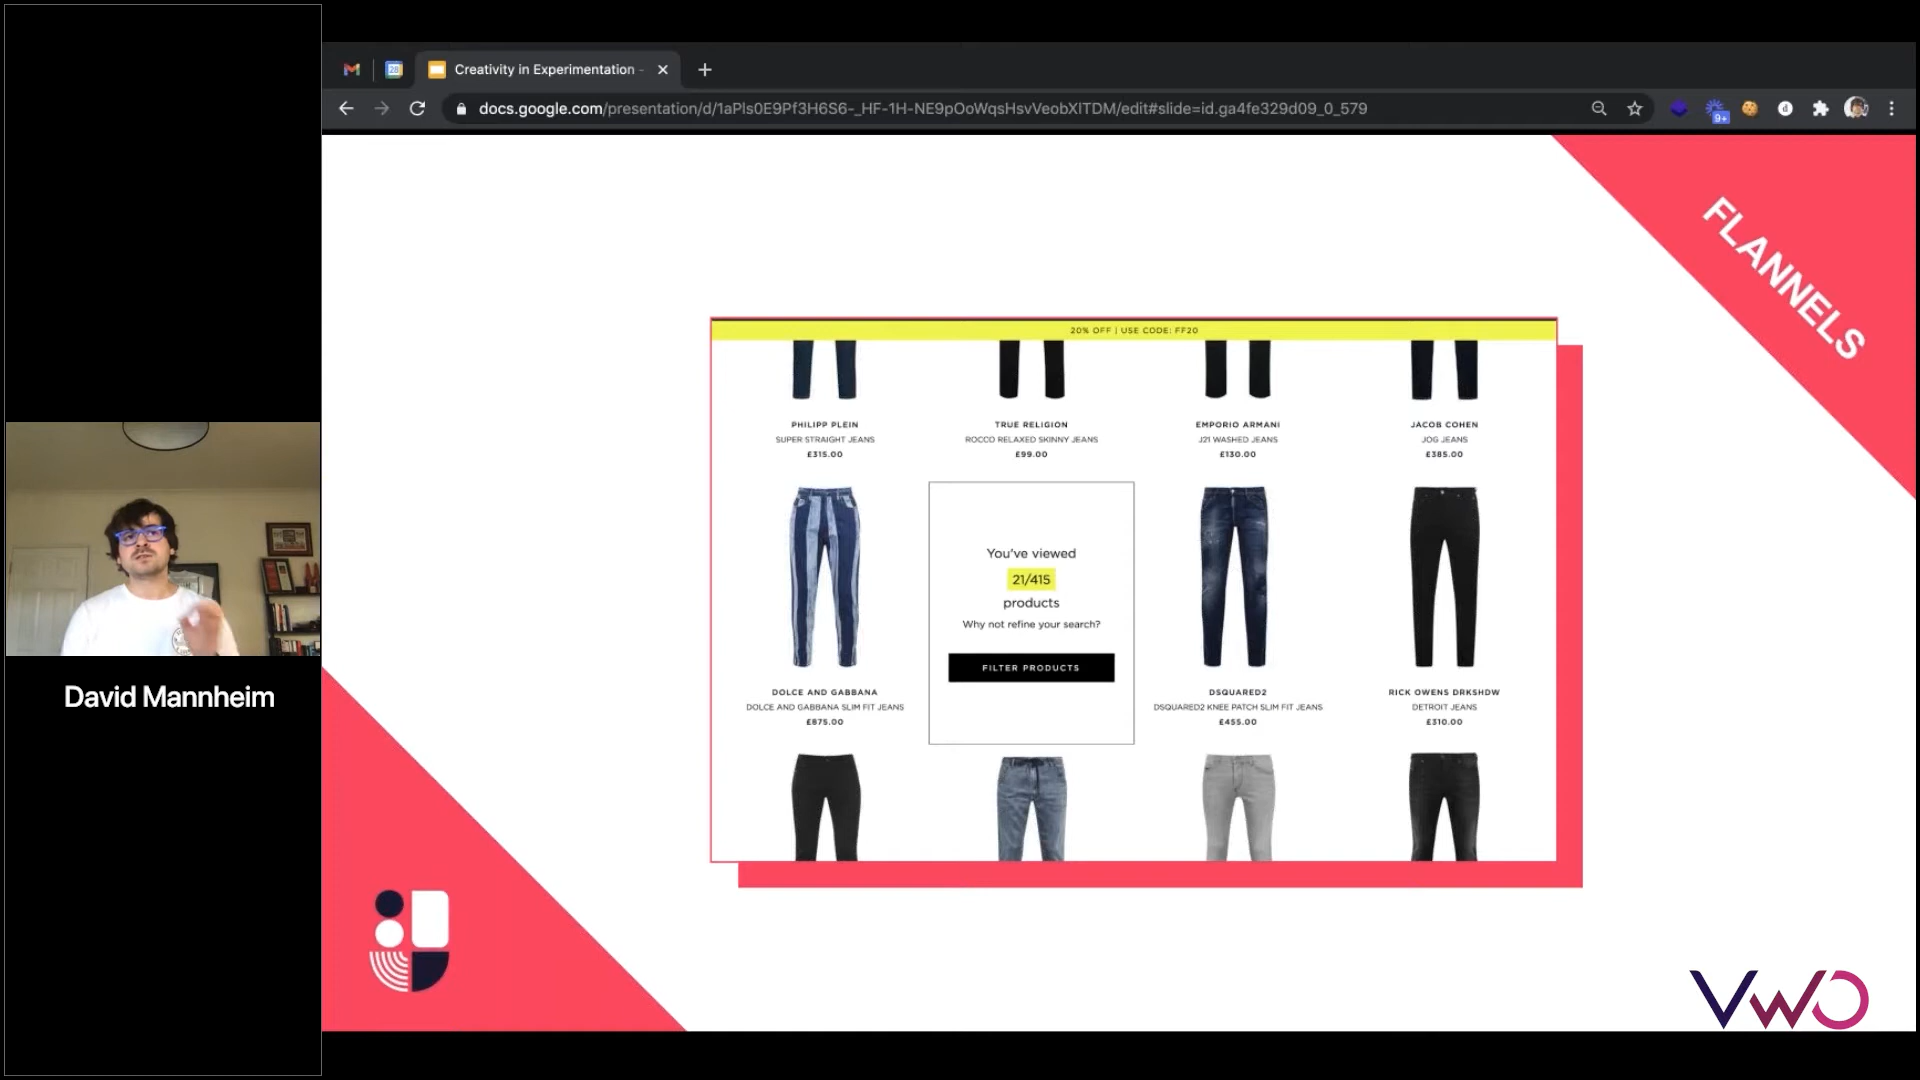 Creativity in Experimentation -
docs.google.com/presentation/d/1aPls0E9Pf3H6S6-_HF-1H-NE9pOoWqsHsvVeobXlTDM/edit#slide=id.ga4fe329d09_0_579
9+
FLANNELS
20% OFF | USE CODE: FF20
PHILIPP PLEIN
SUPER STRAIGHT JEANS
£315.00
TRUE RELIGION
ROCCO RELAXED SKINNY JEANS
£99.00
EMPORIO ARMANI
J21 WASHED JEANS
£130.00
JACOB COHEN
JOG JEANS
£385.00
DOLCE AND GABBANA
DOLCE AND GABBANA SLIM FIT JEANS
£875.00
You've viewed
21/415
products
Why not refine your search?
FILTER PRODUCTS
DSQUARED2
DSQUARED2 KNEE PATCH SLIM FIT JEANS
£455.00
RICK OWENS DRKSHDW
DETROIT JEANS
£310.00
David Mannheim
VWO